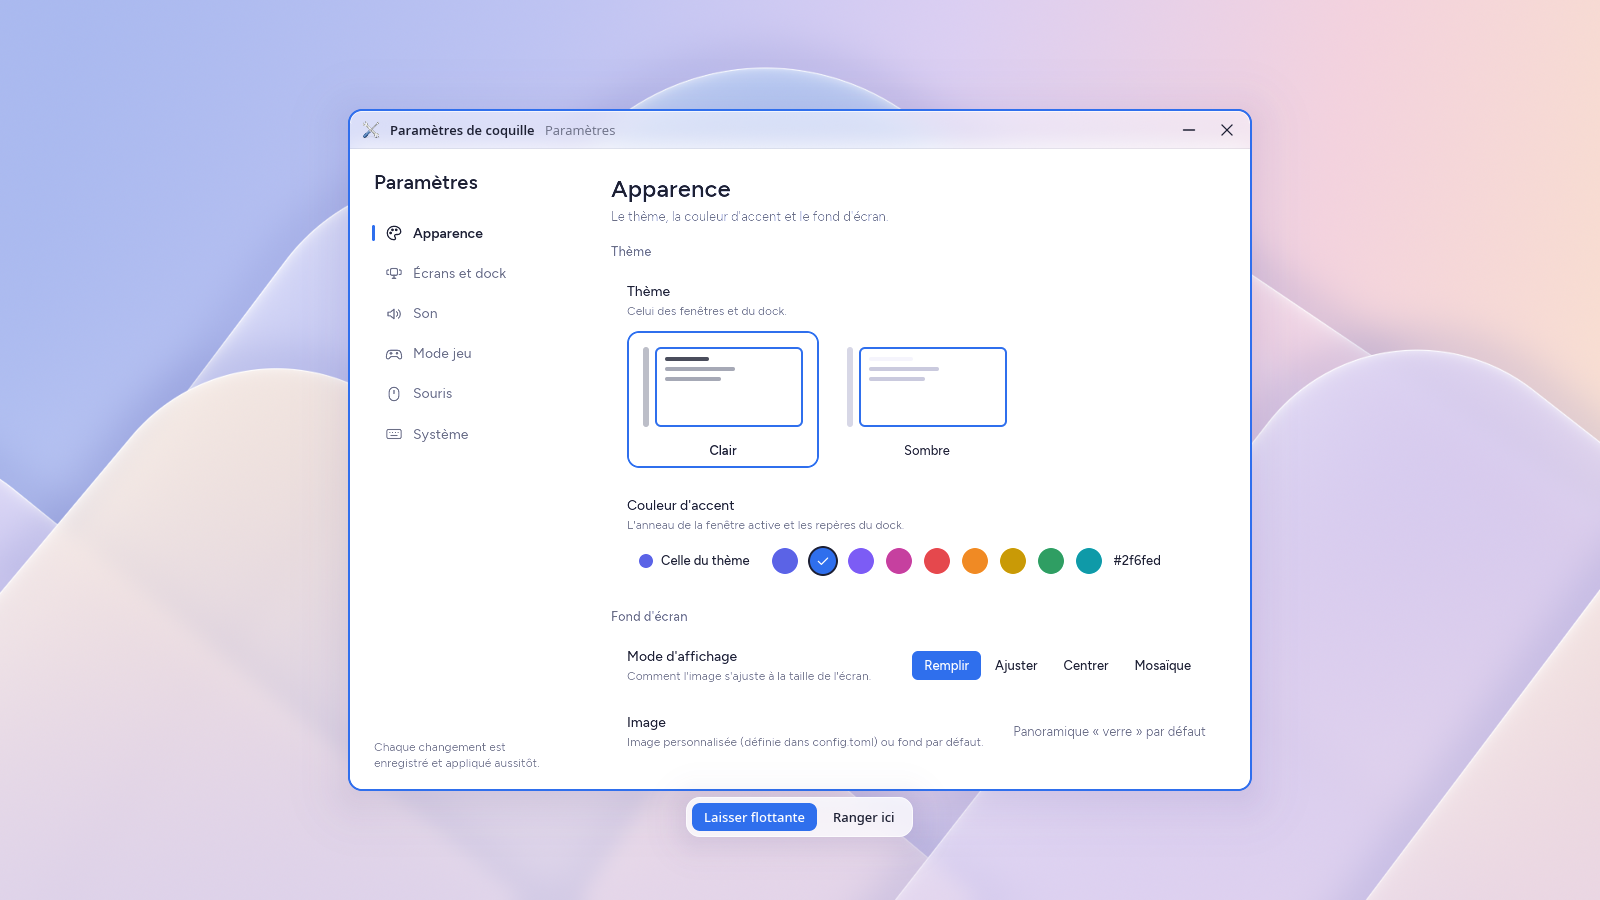 Paramètres de coquille Paramètres
Paramètres
Apparence
Écrans et dock
Son
Mode jeu
Souris
Système
Chaque changement est
enregistré et appliqué aussitôt.
Apparence
Le thème, la couleur d'accent et le fond d'écran.
Thème
Thème
Celui des fenêtres et du dock.
Clair
Sombre
Couleur d'accent
L'anneau de la fenêtre active et les repères du dock.
Celle du thème
#2f6fed
Fond d'écran
Mode d'affichage
Comment l'image s'ajuste à la taille de l'écran.
Remplir Ajuster Centrer Mosaïque
Image
Image personnalisée (définie dans config.toml) ou fond par défaut.
Panoramique « verre » par défaut
Laisser flottante Ranger ici